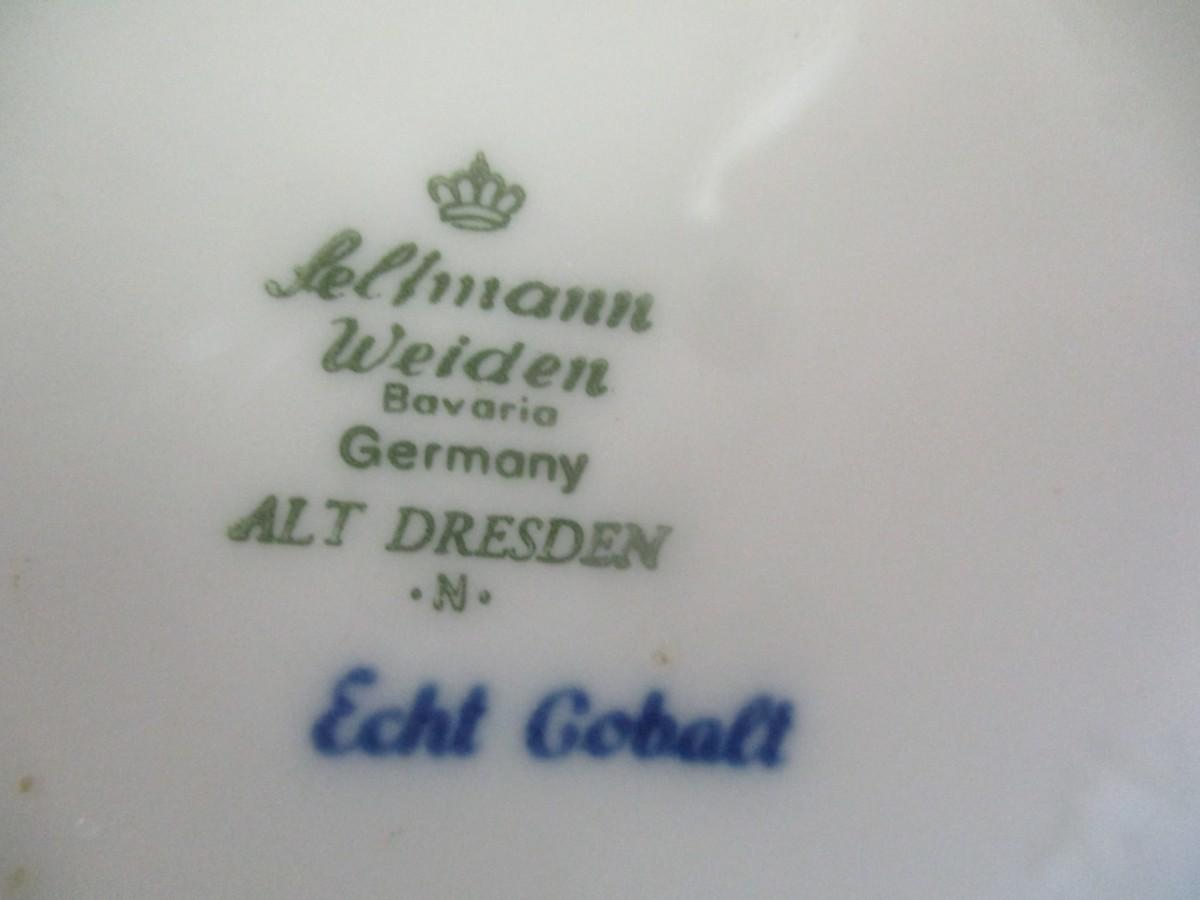 Seltmann
Weiden
Bavaria
Germany
ALT DRESDEN
·N·
Echt Cobalt